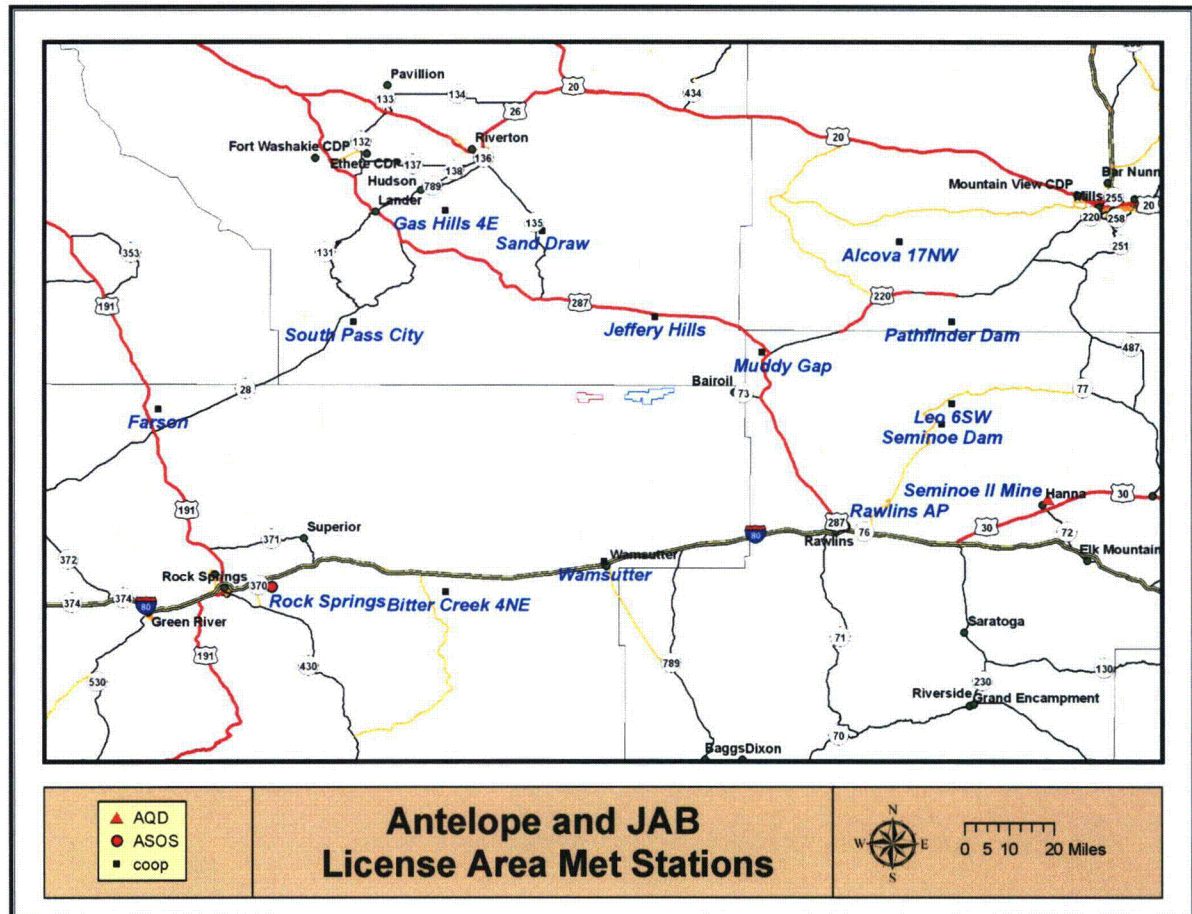 Pavillion
133
134
434
20
26
20
Fort Washakie CDP
132
Riverton
Ethete CDP
137
138
136
Hudson
789
Lander
Mountain View CDP
Bar Nunn
Mills
255
20
220
258
251
Gas Hills 4E
135
Sand Draw
Alcova 17NW
353
131
191
287
220
South Pass City
Jeffery Hills
Pathfinder Dam
Muddy Gap
487
28
Bairoil
73
77
Farson
Leo 6SW
Seminoe Dam
Seminoe II Mine
Hanna
30
191
Rawlins AP
287
76
30
72
Superior
371
80
Rawlins
Elk Mountain
372
Rock Springs
370
Wamsutter
Wamsutter
374
374
80
Rock Springs
Bitter Creek 4NE
Green River
Saratoga
71
191
430
789
130
530
230
Riverside
Grand Encampment
70
Baggs
Dixon
AQD
ASOS
coop
Antelope and JAB
License Area Met Stations
N
W
E
S
0 5 10 20 Miles